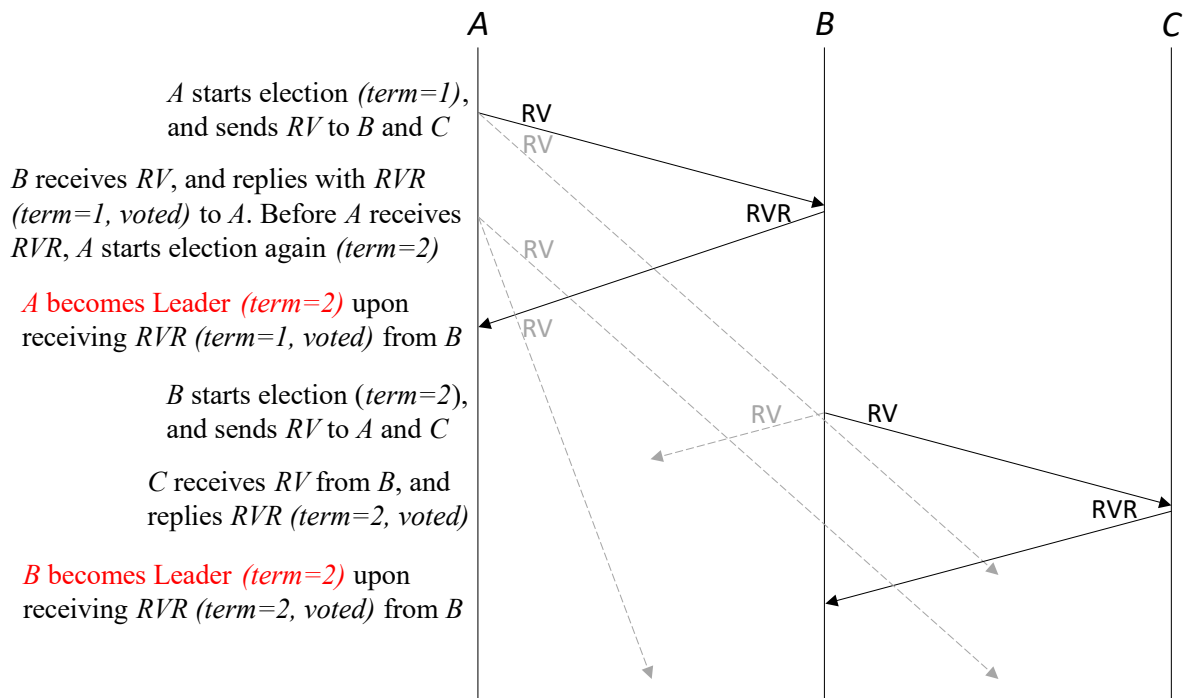 A
B
C
A starts election (term=1),
and sends RV to B and C
RV
RV
B receives RV, and replies with RVR
(term=1, voted) to A. Before A receives
RVR, A starts election again (term=2)
RVR
RV
A becomes Leader (term=2) upon
receiving RVR (term=1, voted) from B
RV
B starts election (term=2),
and sends RV to A and C
RV
RV
C receives RV from B, and
replies RVR (term=2, voted)
RVR
B becomes Leader (term=2) upon
receiving RVR (term=2, voted) from B